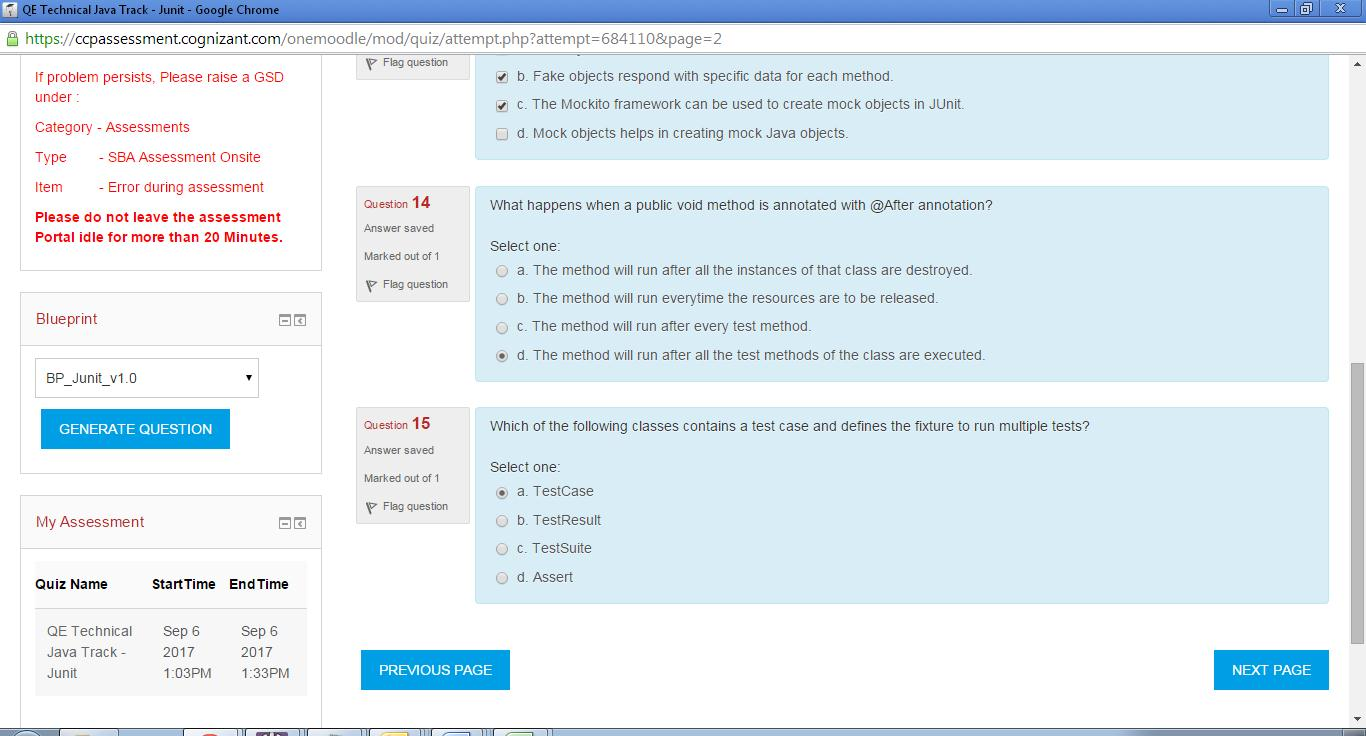 QE Technical Java Track - Junit - Google Chrome
https://ccpassessment.cognizant.com/onemoodle/mod/quiz/attempt.php?attempt=684110&page=2
If problem persists, Please raise a GSD
under :
Category - Assessments
Type - SBA Assessment Onsite
Item - Error during assessment
Please do not leave the assessment
Portal idle for more than 20 Minutes.
Blueprint
BP_Junit_v1.0
GENERATE QUESTION
My Assessment
Quiz Name StartTime EndTime
QE Technical Sep 6 Sep 6
Java Track - 2017 2017
Junit 1:03PM 1:33PM
Flag question
b. Fake objects respond with specific data for each method.
c. The Mockito framework can be used to create mock objects in JUnit.
d. Mock objects helps in creating mock Java objects.
Question 14
Answer saved
Marked out of 1
Flag question
What happens when a public void method is annotated with @After annotation?
Select one:
a. The method will run after all the instances of that class are destroyed.
b. The method will run everytime the resources are to be released.
c. The method will run after every test method.
d. The method will run after all the test methods of the class are executed.
Question 15
Answer saved
Marked out of 1
Flag question
Which of the following classes contains a test case and defines the fixture to run multiple tests?
Select one:
a. TestCase
b. TestResult
c. TestSuite
d. Assert
PREVIOUS PAGE
NEXT PAGE